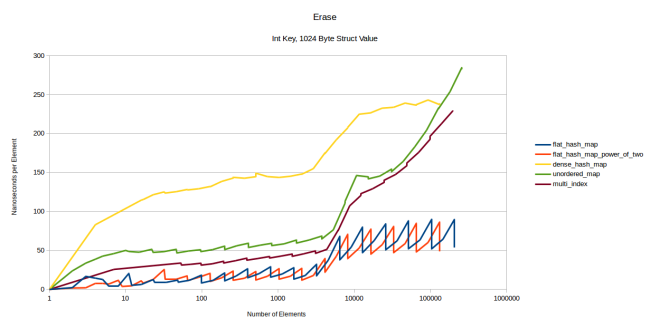 Erase
Int Key, 1024 Byte Struct Value
300
250
200
150
100
50
0
Nanoseconds per Element
1
10
100
1000
10000
100000
1000000
Number of Elements
flat_hash_map
flat_hash_map_power_of_two
dense_hash_map
unordered_map
multi_index